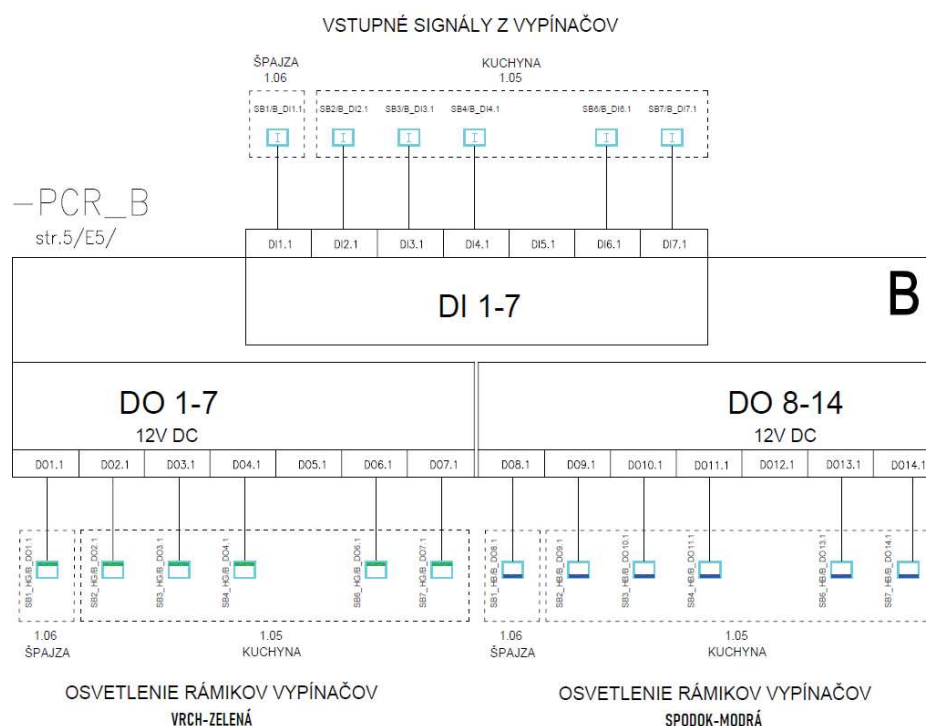 VSTUPNÉ SIGNÁLY Z VYPÍNAČOV
ŠPAJZA
1.06
KUCHYNA
1.05
SB1/B_DI1.1
SB2/B_DI2.1
SB3/B_DI3.1
SB4/B_DI4.1
SB6/B_DI6.1
SB7/B_DI7.1
I I I I I I
-PCR_B
str.5/E5/
DI1.1 DI2.1 DI3.1 DI4.1 DI5.1 DI6.1 DI7.1
DI 1-7
B
DO 1-7
12V DC
DO 8-14
12V DC
DO1.1 DO2.1 DO3.1 DO4.1 DO5.1 DO6.1 DO7.1 DO8.1 DO9.1 DO10.1 DO11.1 DO12.1 DO13.1 DO14.1
SB1_HG/B_DO1.1
SB2_HG/B_DO2.1
SB3_HG/B_DO3.1
SB4_HG/B_DO4.1
SB6_HG/B_DO6.1
SB7_HG/B_DO7.1
SB1_HB/B_DO8.1
SB2_HB/B_DO9.1
SB3_HB/B_DO10.1
SB4_HB/B_DO11.1
SB6_HB/B_DO13.1
SB7_HB/B_DO14.1
1.06
ŠPAJZA
1.05
KUCHYNA
1.06
ŠPAJZA
1.05
KUCHYNA
OSVETLENIE RÁMIKOV VYPÍNAČOV
VRCH-ZELENÁ
OSVETLENIE RÁMIKOV VYPÍNAČOV
SPODOK-MODRÁ